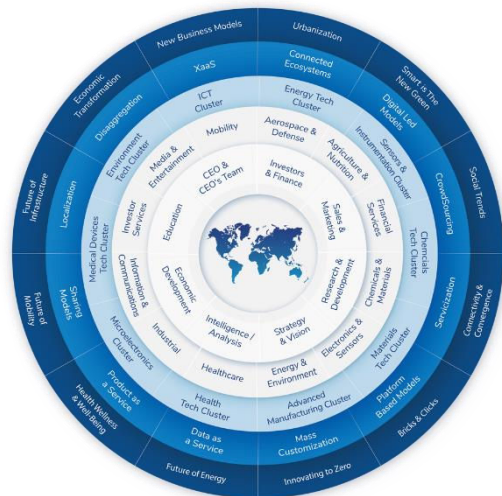 New Business Models
Urbanization
Smart is The
New Green
Social Trends
Connectivity &
Convergence
Bricks & Clicks
Innovating to Zero
Future of Energy
Health Wellness
& Well-Being
Future of
Mobility
Future of
Infrastructure
Economic
Transformation
XaaS
Connected
Ecosystems
Digital Led
Models
CrowdSourcing
Servicization
Platform
Based Models
Mass
Customization
Data as
a Service
Product as
a Service
Sharing
Models
Localization
Disaggregation
ICT
Cluster
Energy Tech
Cluster
Sensors &
Instrumentation Cluster
Chemcials
Tech Cluster
Materials
Tech Cluster
Advanced
Manufacturing Cluster
Health
Tech Cluster
Microelectronics
Cluster
Medical Devices
Tech Cluster
Environment
Tech Cluster
Mobility
Aerospace &
Defense
Agriculture &
Nutrition
Financial
Services
Chemicals &
Materials
Electronics &
Sensors
Energy &
Environment
Healthcare
Industrial
Information &
Communications
Investor
Services
Media &
Entertainment
CEO &
CEO's Team
Investors
& Finance
Sales &
Marketing
Research &
Development
Strategy
& Vision
Intelligence /
Analysis
Economic
Development
Education